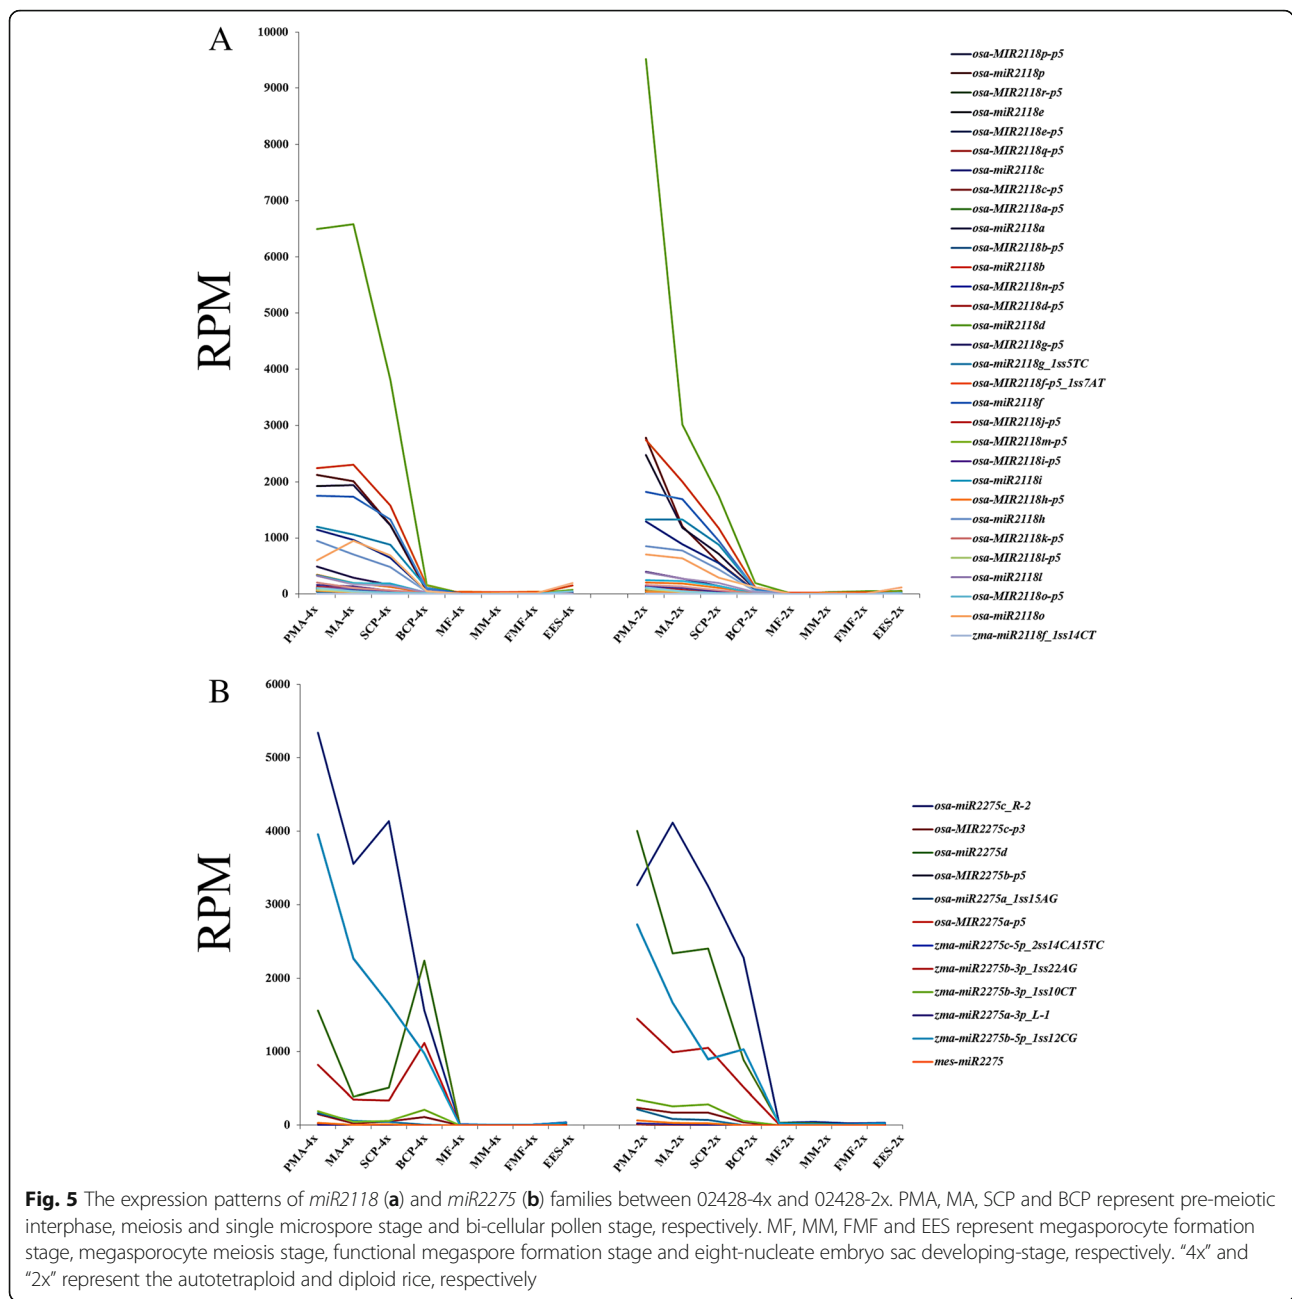 A
10000
9000
8000
7000
6000
5000
4000
3000
2000
1000
0
RPM
PMA-4x
MA-4x
SCP-4x
BCP-4x
MF-4x
MM-4x
FMF-4x
EES-4x
PMA-2x
MA-2x
SCP-2x
BCP-2x
MF-2x
MM-2x
FMF-2x
EES-2x
osa-MIR2118p-p5
osa-miR2118p
osa-MIR2118r-p5
osa-miR2118e
osa-MIR2118e-p5
osa-MIR2118q-p5
osa-miR2118c
osa-MIR2118c-p5
osa-MIR2118a-p5
osa-miR2118a
osa-MIR2118b-p5
osa-miR2118b
osa-MIR2118n-p5
osa-MIR2118d-p5
osa-miR2118d
osa-MIR2118g-p5
osa-miR2118g_1ss5TC
osa-MIR2118f-p5_1ss7AT
osa-miR2118f
osa-MIR2118j-p5
osa-MIR2118m-p5
osa-MIR2118i-p5
osa-miR2118i
osa-MIR2118h-p5
osa-miR2118h
osa-MIR2118k-p5
osa-MIR2118l-p5
osa-miR2118l
osa-MIR2118o-p5
osa-miR2118o
zma-miR2118f_1ss14CT
B
6000
5000
4000
3000
2000
1000
0
RPM
PMA-4x
MA-4x
SCP-4x
BCP-4x
MF-4x
MM-4x
FMF-4x
EES-4x
PMA-2x
MA-2x
SCP-2x
BCP-2x
MF-2x
MM-2x
FMF-2x
EES-2x
osa-miR2275c_R-2
osa-MIR2275c-p3
osa-miR2275d
osa-MIR2275b-p5
osa-miR2275a_1ss15AG
osa-MIR2275a-p5
zma-miR2275c-5p_2ss14CA15TC
zma-miR2275b-3p_1ss22AG
zma-miR2275b-3p_1ss10CT
zma-miR2275a-3p_L-1
zma-miR2275b-5p_1ss12CG
mes-miR2275
Fig. 5 The expression patterns of miR2118 (a) and miR2275 (b) families between 02428-4x and 02428-2x. PMA, MA, SCP and BCP represent pre-meiotic
interphase, meiosis and single microspore stage and bi-cellular pollen stage, respectively. MF, MM, FMF and EES represent megasporocyte formation
stage, megasporocyte meiosis stage, functional megaspore formation stage and eight-nucleate embryo sac developing-stage, respectively. “4x” and
“2x” represent the autotetraploid and diploid rice, respectively